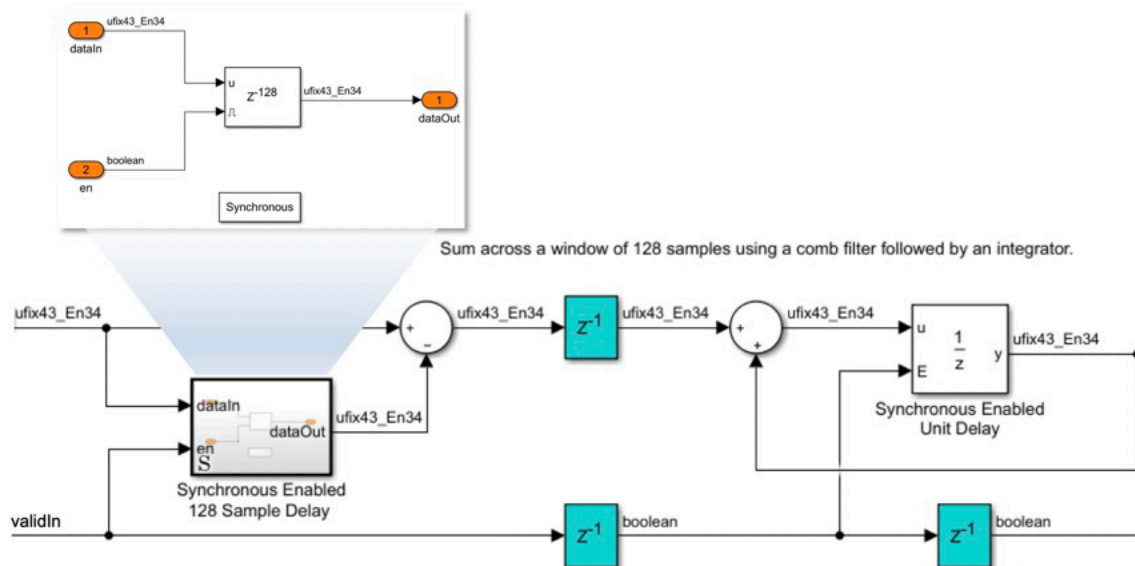 1
ufix43_En34
dataIn
u
Z-128
ufix43_En34
1
dataOut
boolean
2
en
Synchronous
Sum across a window of 128 samples using a comb filter followed by an integrator.
ufix43_En34
+
−
ufix43_En34
Z-1
ufix43_En34
+
+
ufix43_En34
u
1
z
y
E
ufix43_En34
Synchronous Enabled
Unit Delay
dataIn
dataOut
en
S
ufix43_En34
Synchronous Enabled
128 Sample Delay
validIn
Z-1
boolean
Z-1
boolean